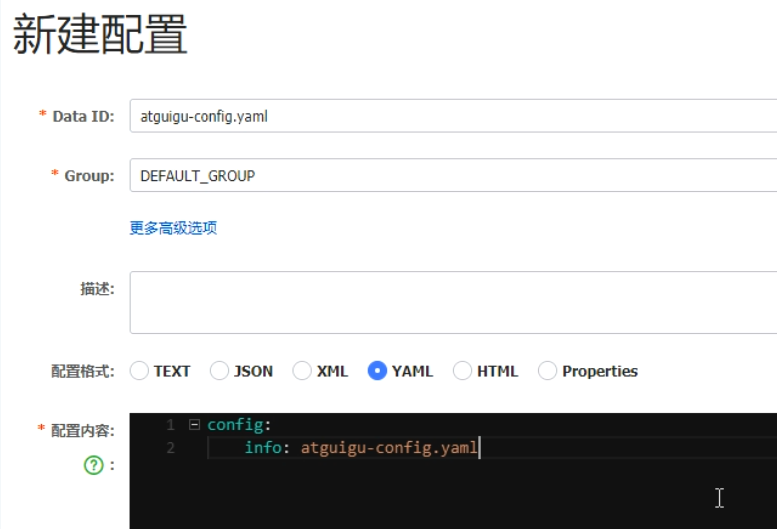 新建配置
* Data ID: atguigu-config.yaml
* Group: DEFAULT_GROUP
更多高级选项
描述:
配置格式: TEXT JSON XML YAML HTML Properties
* 配置内容: 1 config:
2 info: atguigu-config.yaml
? :